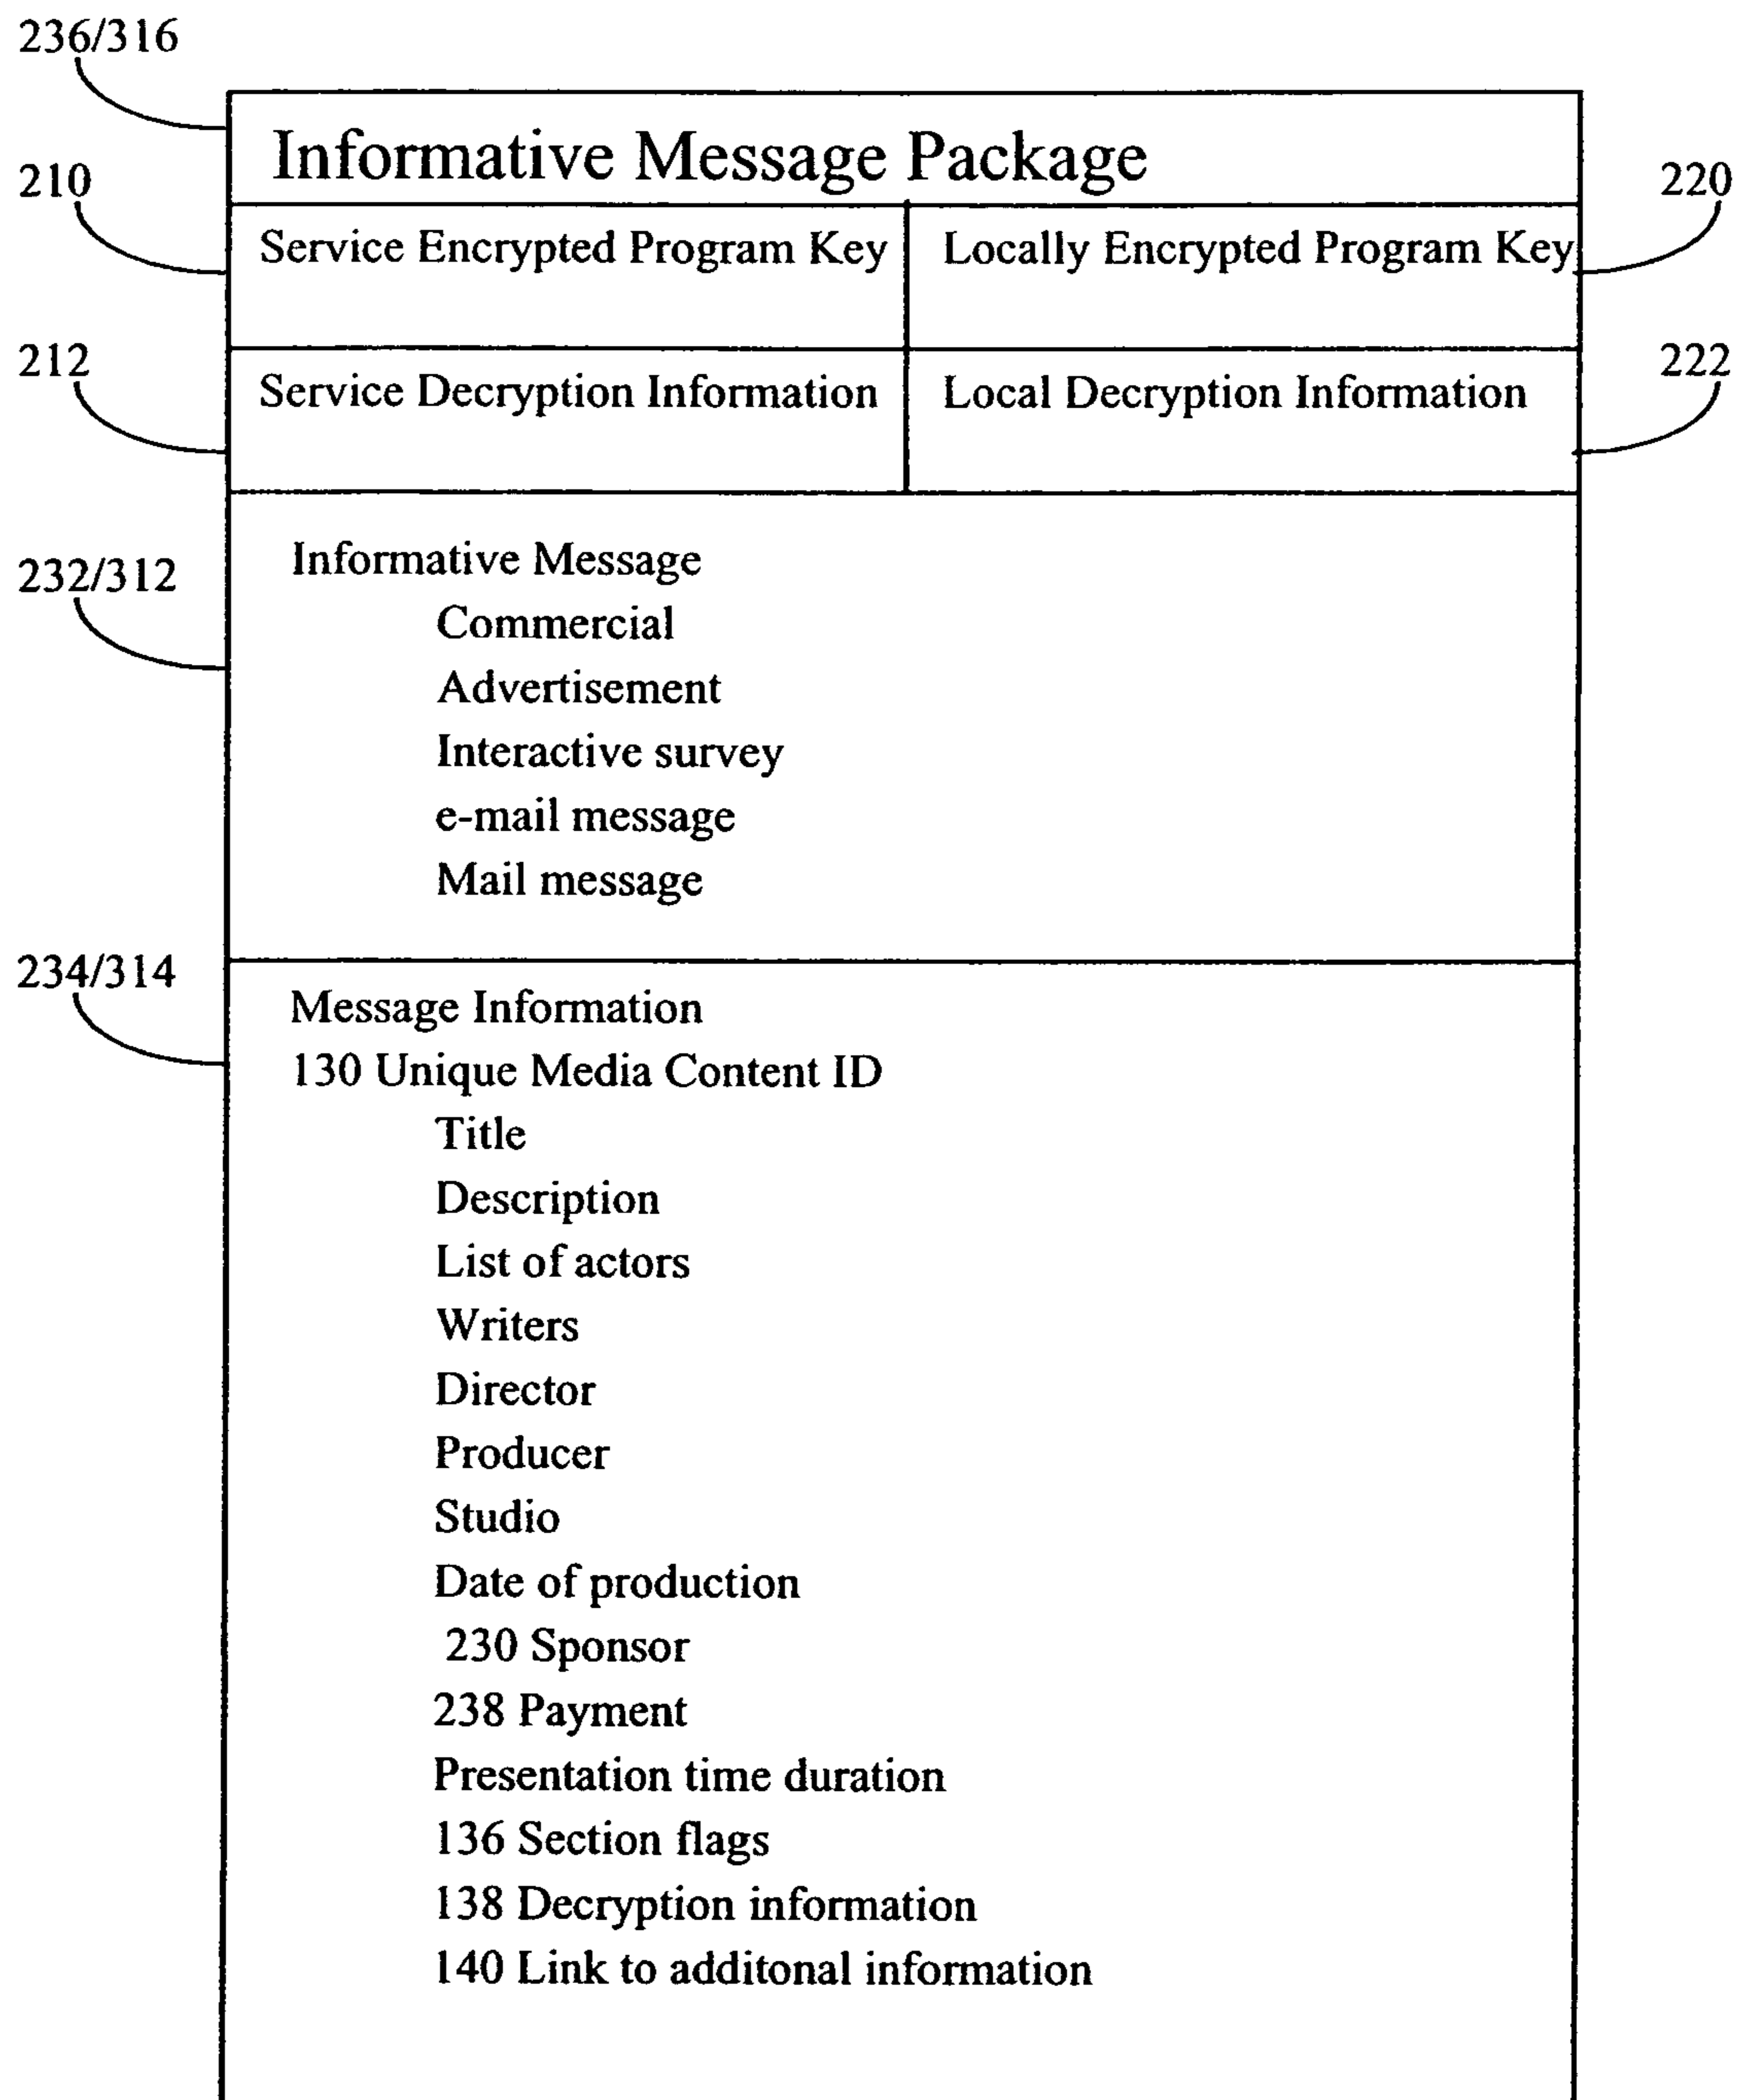 236/316
Informative Message Package
210
220
Service Encrypted Program Key
Locally Encrypted Program Key
212
222
Service Decryption Information
Local Decryption Information
232/312
Informative Message
Commercial
Advertisement
Interactive survey
e-mail message
Mail message
234/314
Message Information
130 Unique Media Content ID
Title
Description
List of actors
Writers
Director
Producer
Studio
Date of production
230 Sponsor
238 Payment
Presentation time duration
136 Section flags
138 Decryption information
140 Link to additonal information